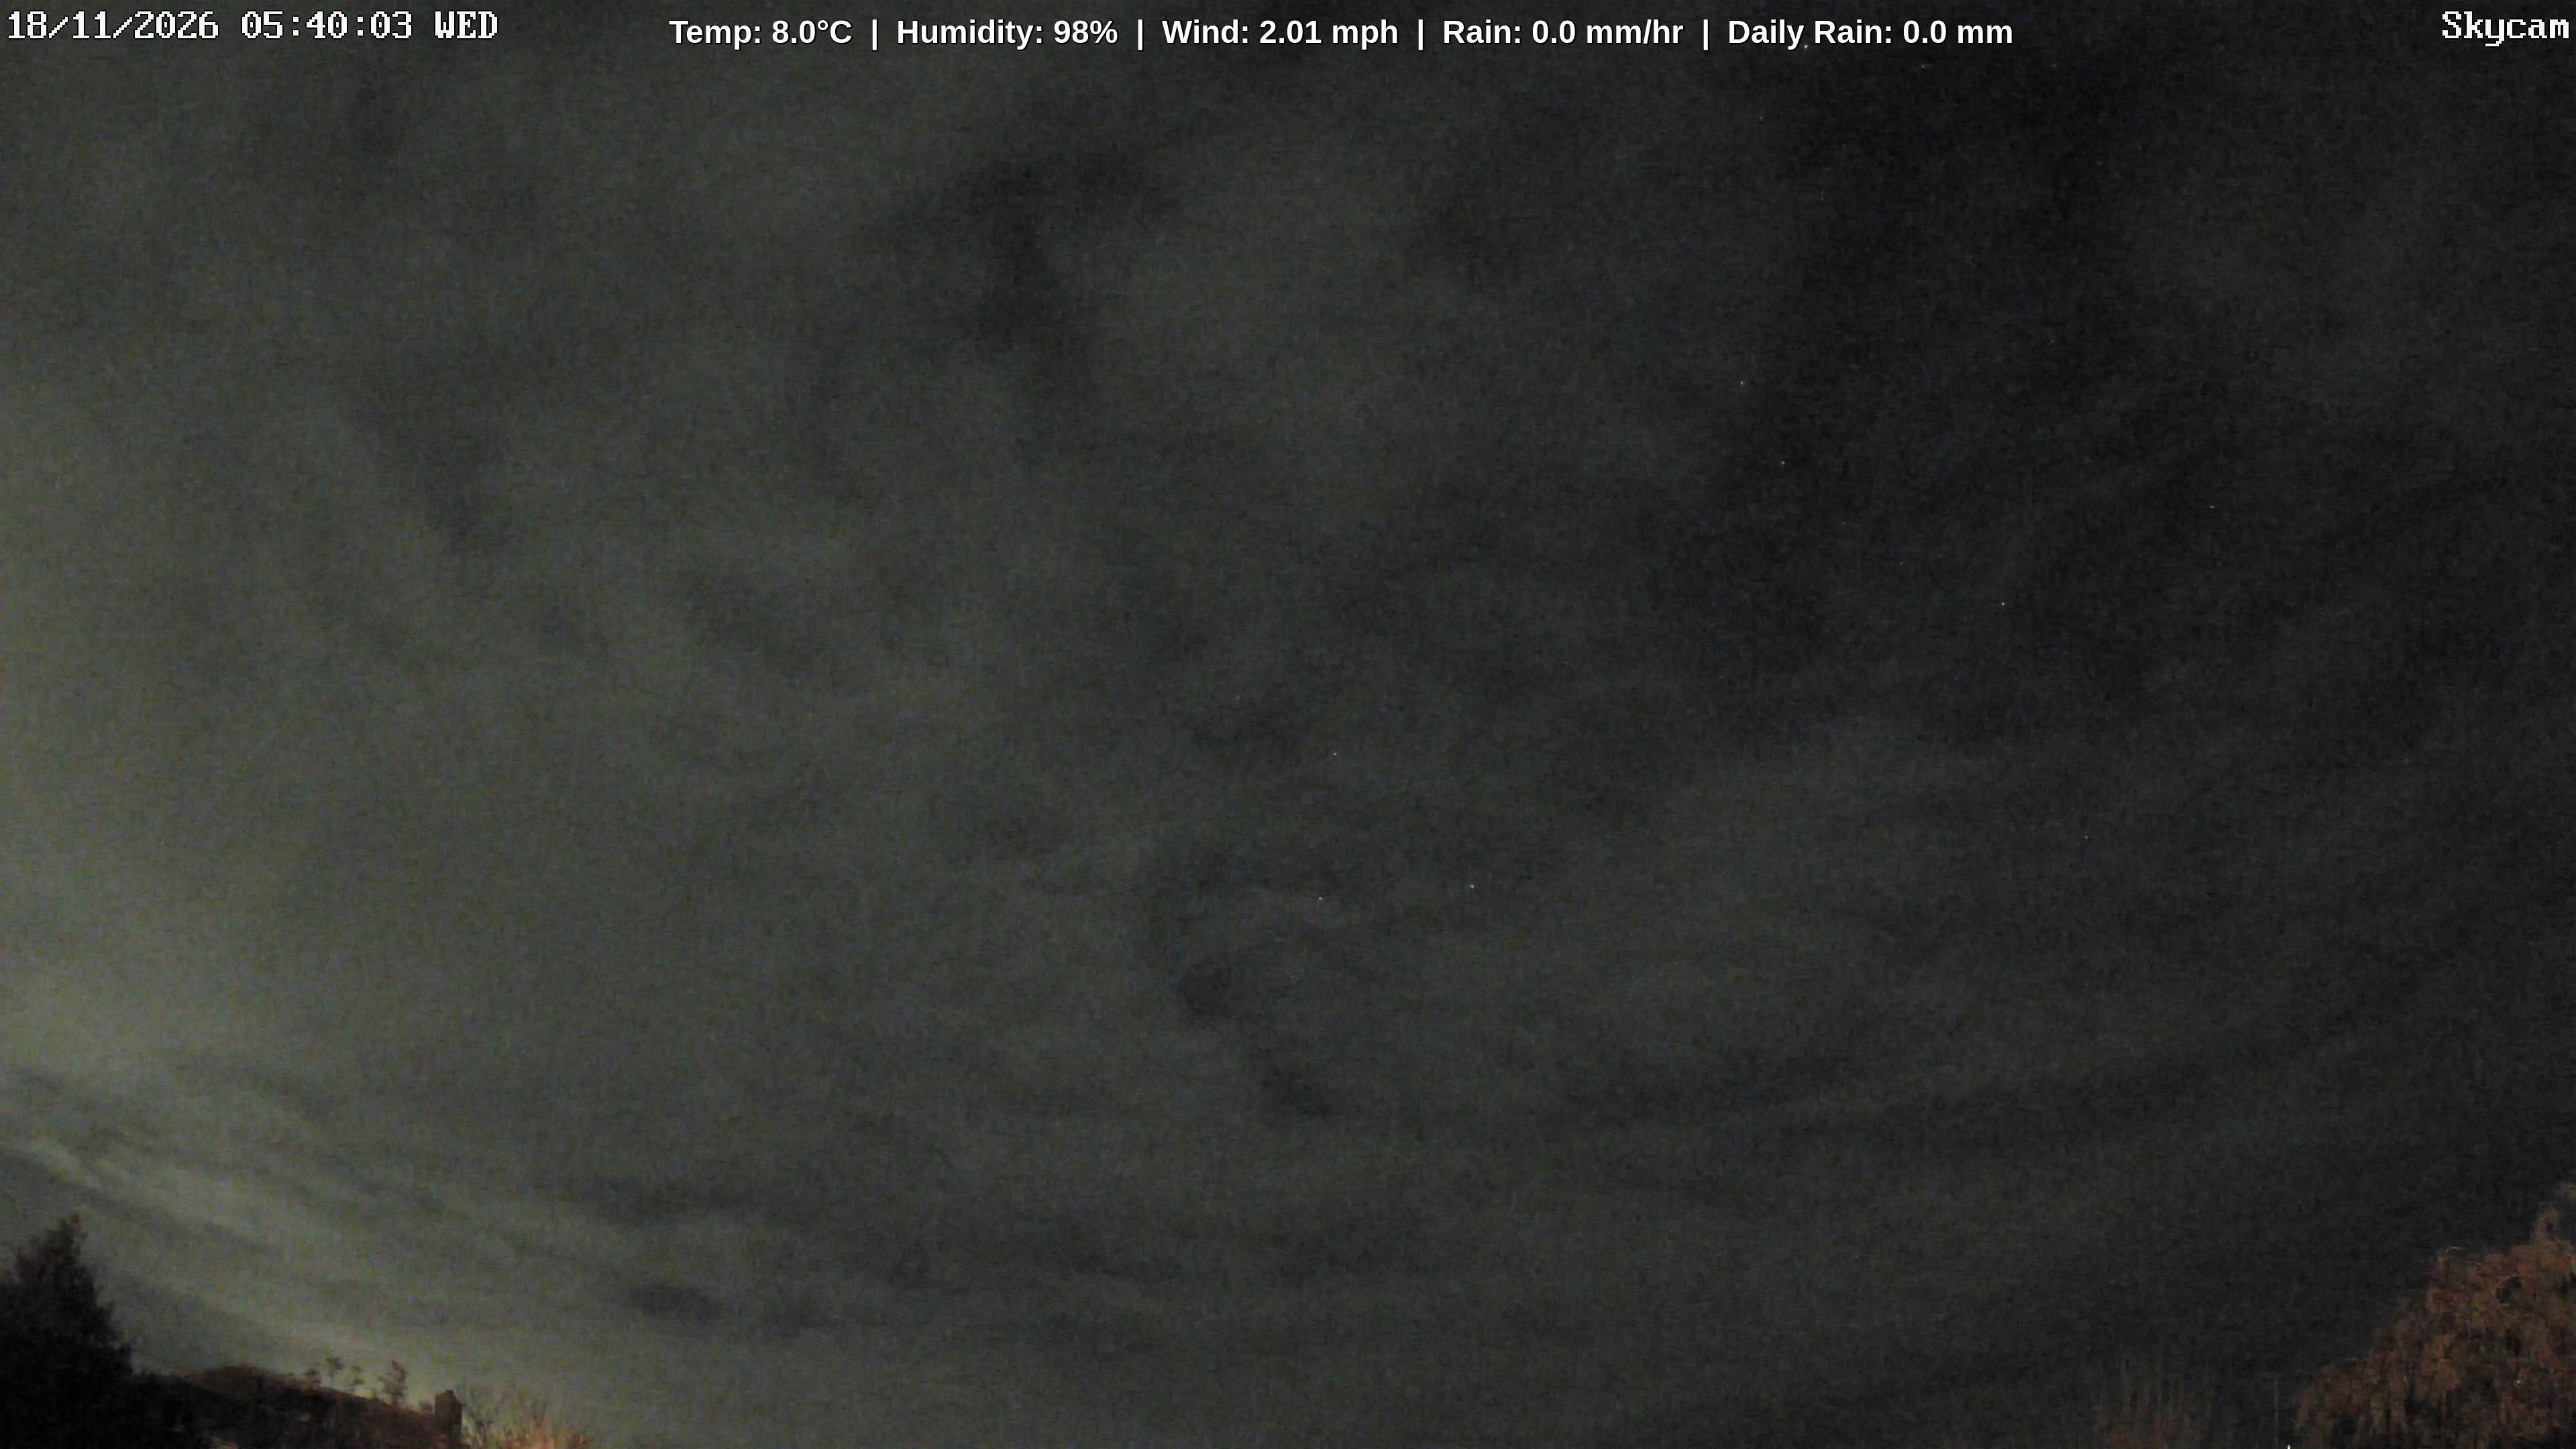 18/11/2026 05:40:03 WED
Temp: 8.0°C | Humidity: 98% | Wind: 2.01 mph | Rain: 0.0 mm/hr | Daily Rain: 0.0 mm
Skycam